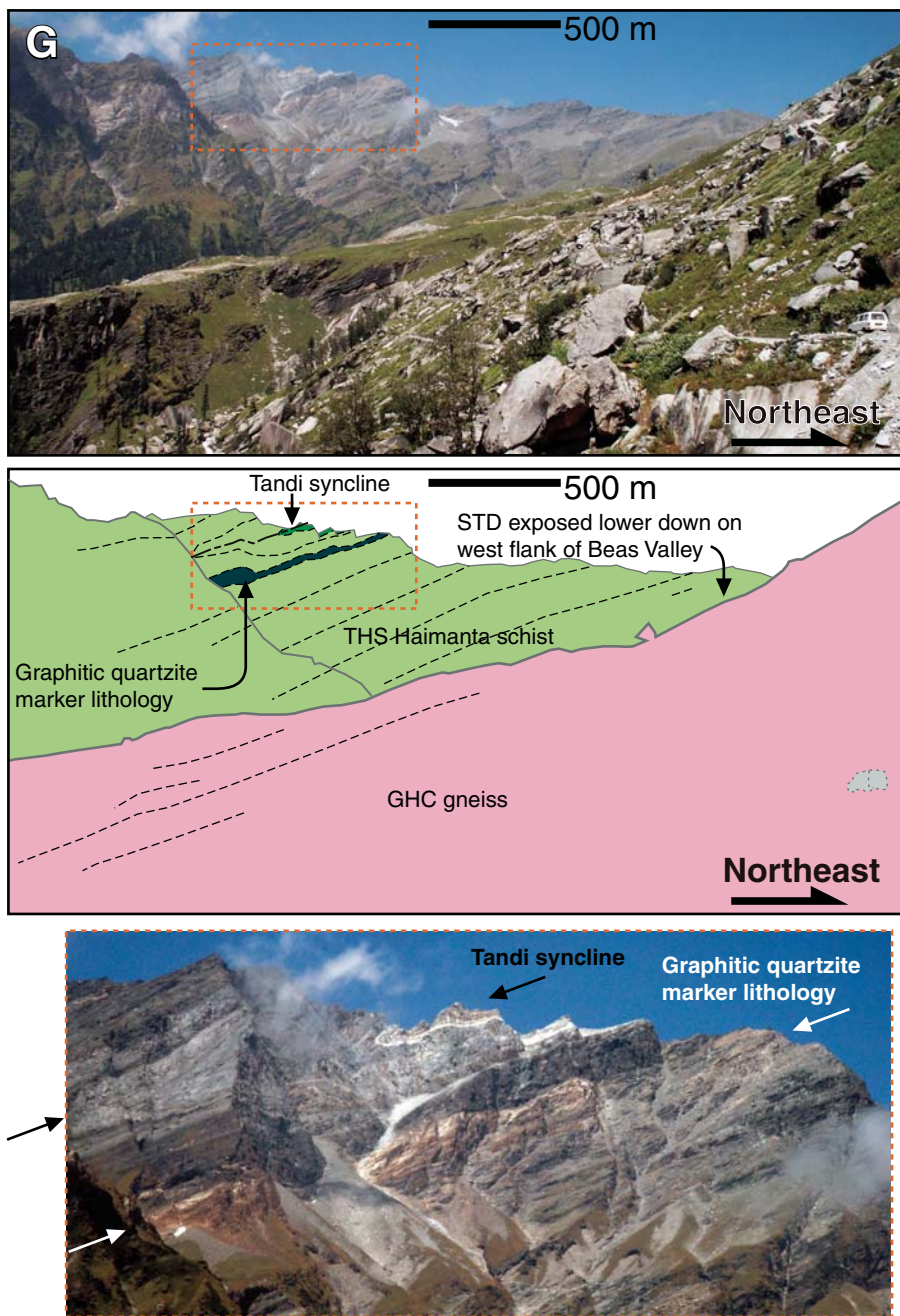 G
500 m
Northeast
Tandi syncline
500 m
STD exposed lower down on
west flank of Beas Valley
THS Haimanta schist
Graphitic quartzite
marker lithology
GHC gneiss
Northeast
Tandi syncline
Graphitic quartzite
marker lithology